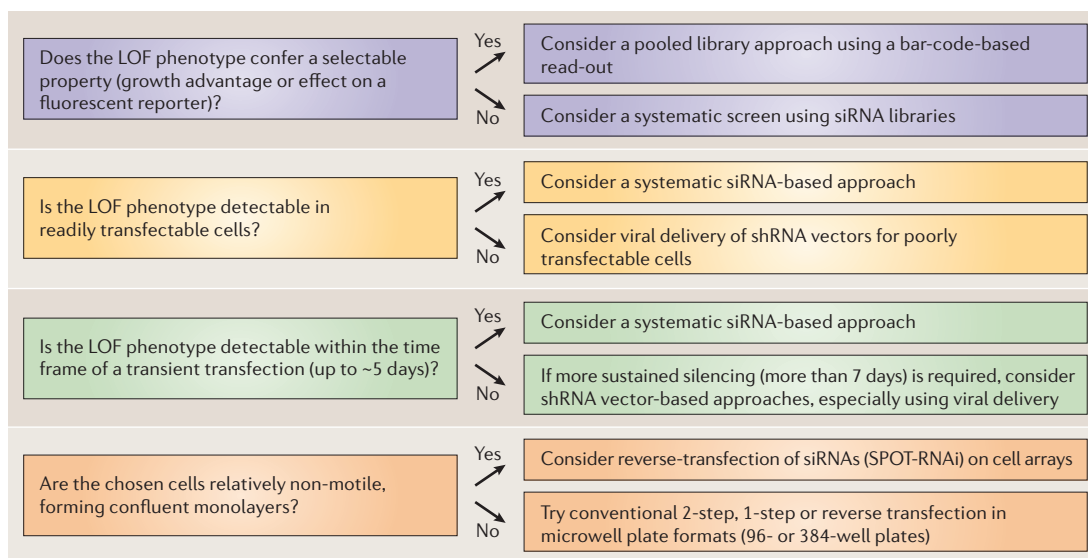 Does the LOF phenotype confer a selectable
property (growth advantage or effect on a
fluorescent reporter)?
Yes
No
Consider a pooled library approach using a bar-code-based
read-out
Consider a systematic screen using siRNA libraries
Is the LOF phenotype detectable in
readily transfectable cells?
Yes
No
Consider a systematic siRNA-based approach
Consider viral delivery of shRNA vectors for poorly
transfectable cells
Is the LOF phenotype detectable within the time
frame of a transient transfection (up to ~5 days)?
Yes
No
Consider a systematic siRNA-based approach
If more sustained silencing (more than 7 days) is required, consider
shRNA vector-based approaches, especially using viral delivery
Are the chosen cells relatively non-motile,
forming confluent monolayers?
Yes
No
Consider reverse-transfection of siRNAs (SPOT-RNAi) on cell arrays
Try conventional 2-step, 1-step or reverse transfection in
microwell plate formats (96- or 384-well plates)